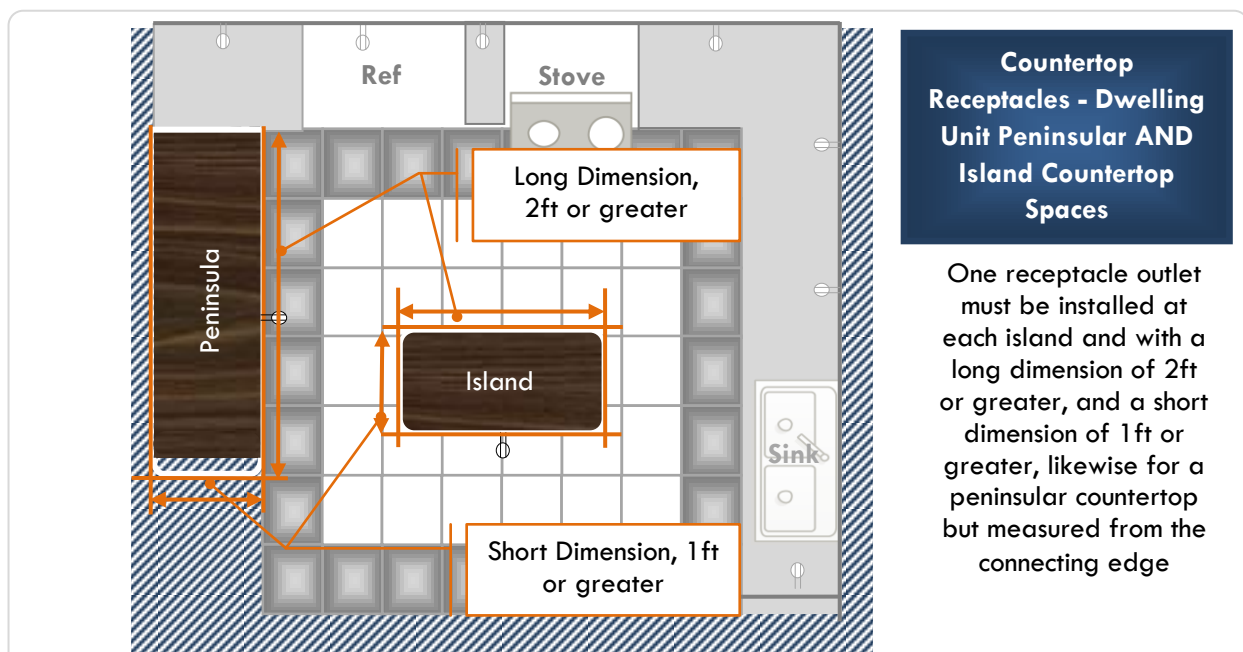 Ref
Stove
Countertop
Receptacles - Dwelling
Unit Peninsular AND
Island Countertop
Spaces
Long Dimension,
2ft or greater
Peninsula
Island
Sink
Short Dimension, 1ft
or greater
One receptacle outlet
must be installed at
each island and with a
long dimension of 2ft
or greater, and a short
dimension of 1ft or
greater, likewise for a
peninsular countertop
but measured from the
connecting edge